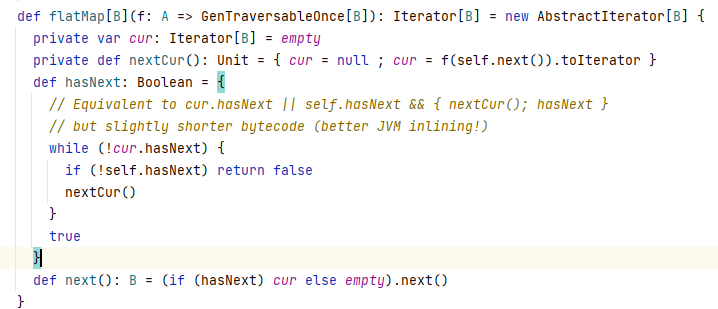 def flatMap[B](f: A => GenTraversableOnce[B]): Iterator[B] = new AbstractIterator[B] {
  private var cur: Iterator[B] = empty
  private def nextCur(): Unit = { cur = null ; cur = f(self.next()).toIterator }
  def hasNext: Boolean = {
    // Equivalent to cur.hasNext || self.hasNext && { nextCur(); hasNext }
    // but slightly shorter bytecode (better JVM inlining!)
    while (!cur.hasNext) {
      if (!self.hasNext) return false
      nextCur()
    }
    true
  }
  def next(): B = (if (hasNext) cur else empty).next()
}